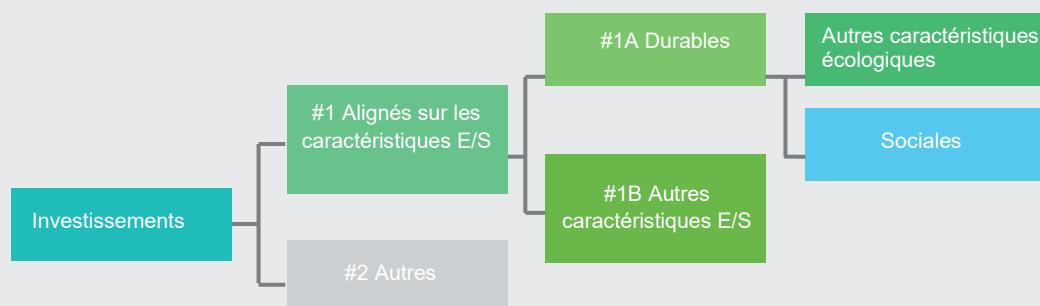 #1A Durables
Autres caractéristiques
écologiques
#1 Alignés sur les
caractéristiques E/S
Sociales
#1B Autres
caractéristiques E/S
Investissements
#2 Autres